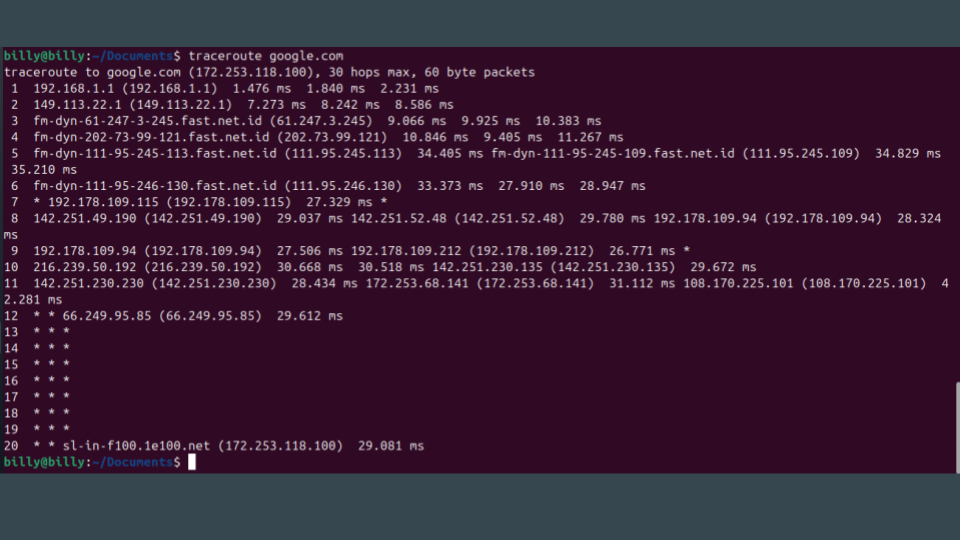 billy@billy:~/Documents$ traceroute google.com
traceroute to google.com (172.253.118.100), 30 hops max, 60 byte packets
 1  192.168.1.1 (192.168.1.1)  1.476 ms  1.840 ms  2.231 ms
 2  149.113.22.1 (149.113.22.1)  7.273 ms  8.242 ms  8.586 ms
 3  fm-dyn-61-247-3-245.fast.net.id (61.247.3.245)  9.066 ms  9.925 ms  10.383 ms
 4  fm-dyn-202-73-99-121.fast.net.id (202.73.99.121)  10.846 ms  9.405 ms  11.267 ms
 5  fm-dyn-111-95-245-113.fast.net.id (111.95.245.113)  34.405 ms fm-dyn-111-95-245-109.fast.net.id (111.95.245.109)  34.829 ms
 35.210 ms
 6  fm-dyn-111-95-246-130.fast.net.id (111.95.246.130)  33.373 ms  27.910 ms  28.947 ms
 7  * 192.178.109.115 (192.178.109.115)  27.329 ms *
 8  142.251.49.190 (142.251.49.190)  29.037 ms 142.251.52.48 (142.251.52.48)  29.780 ms 192.178.109.94 (192.178.109.94)  28.324
ms
 9  192.178.109.94 (192.178.109.94)  27.506 ms 192.178.109.212 (192.178.109.212)  26.771 ms *
10  216.239.50.192 (216.239.50.192)  30.668 ms  30.518 ms 142.251.230.135 (142.251.230.135)  29.672 ms
11  142.251.230.230 (142.251.230.230)  28.434 ms 172.253.68.141 (172.253.68.141)  31.112 ms 108.170.225.101 (108.170.225.101)  4
2.281 ms
12  * * 66.249.95.85 (66.249.95.85)  29.612 ms
13  * * *
14  * * *
15  * * *
16  * * *
17  * * *
18  * * *
19  * * *
20  * * sl-in-f100.1e100.net (172.253.118.100)  29.081 ms
billy@billy:~/Documents$